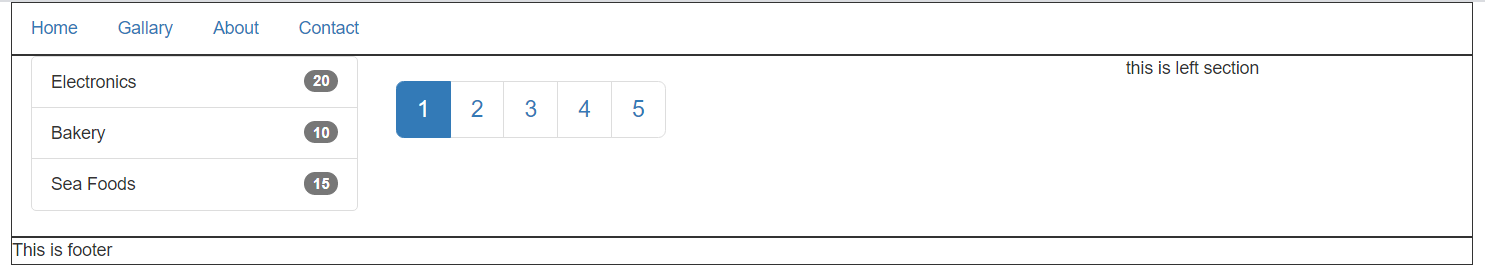 Home Gallary About Contact
Electronics 20
Bakery 10
Sea Foods 15
1 2 3 4 5
this is left section
This is footer